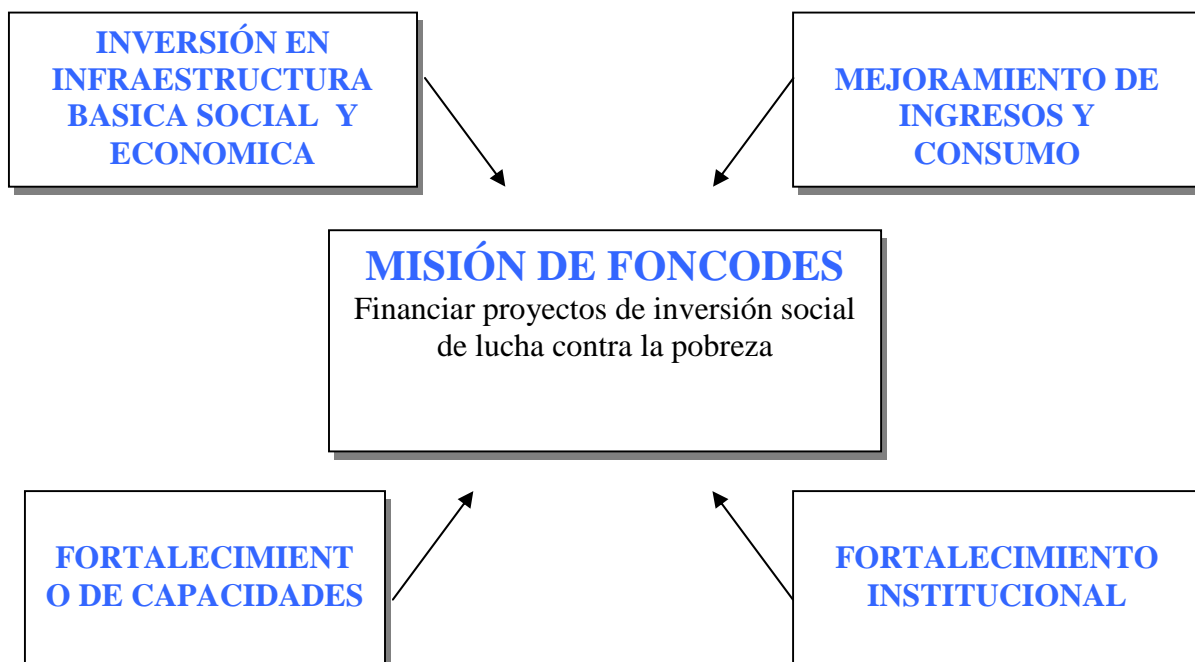 INVERSIÓN EN
INFRAESTRUCTURA
BASICA SOCIAL Y
ECONOMICA
MEJORAMIENTO DE
INGRESOS Y
CONSUMO
MISIÓN DE FONCODES
Financiar proyectos de inversión social
de lucha contra la pobreza
FORTALECIMIENT
O DE CAPACIDADES
FORTALECIMIENTO
INSTITUCIONAL